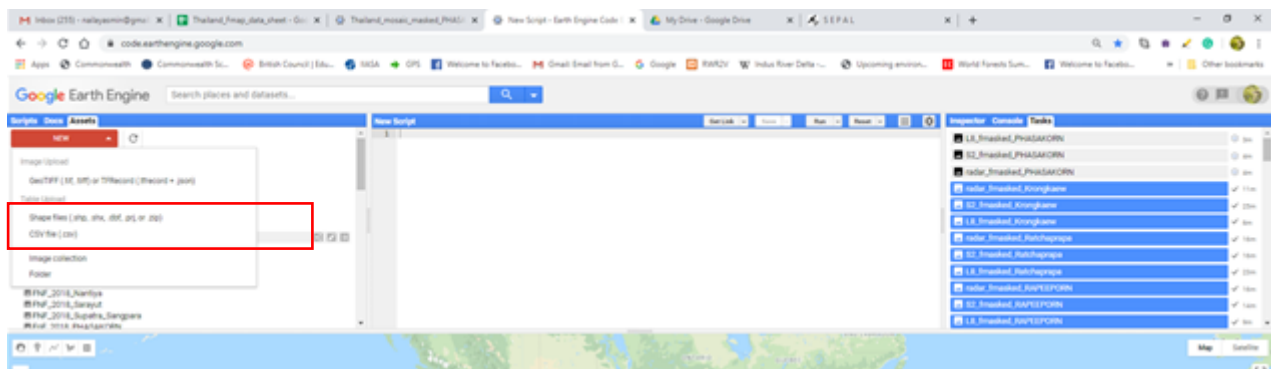 Inbox (255) - nailayasmin@gmai
Thailand_fmap_data_sheet - Go
Thailand_mosaic_masked_PHAS
New Script - Earth Engine Code
My Drive - Google Drive
SEPAL
code.earthengine.google.com
Apps
Commonwealth
Commonwealth Sc...
British Council | Edu...
NASA
GPS
Welcome to Facebo...
Gmail: Email from G...
Google
Indus River Delta -...
Upcoming environ...
World Forests Sum...
Welcome to Facebo...
Other bookmarks
Google Earth Engine
Search places and datasets...
Scripts Docs Assets
New Script
Get Link
Save
Run
Reset
Inspector Console Tasks
NEW
1
Image Upload
GeoTIFF (.tif, .tiff) or TFRecord (.tfrecord + .json)
Table Upload
Shape files (.shp, .shx, .dbf, .prj, or .zip)
CSV file (.csv)
Image collection
Folder
FNF_2018_Nantiya
FNF_2018_Sarayut
FNF_2018_Supatra_Sangpara
FNF_2018_PHASAKORN
L8_fmasked_PHASAKORN
S2_fmasked_PHASAKORN
radar_fmasked_PHASAKORN
radar_fmasked_Krongkaew
S2_fmasked_Krongkaew
L8_fmasked_Krongkaew
radar_fmasked_Ratchaprapa
S2_fmasked_Ratchaprapa
L8_fmasked_Ratchaprapa
radar_fmasked_RAPEEPORN
S2_fmasked_RAPEEPORN
L8_fmasked_RAPEEPORN
Map
Satellite